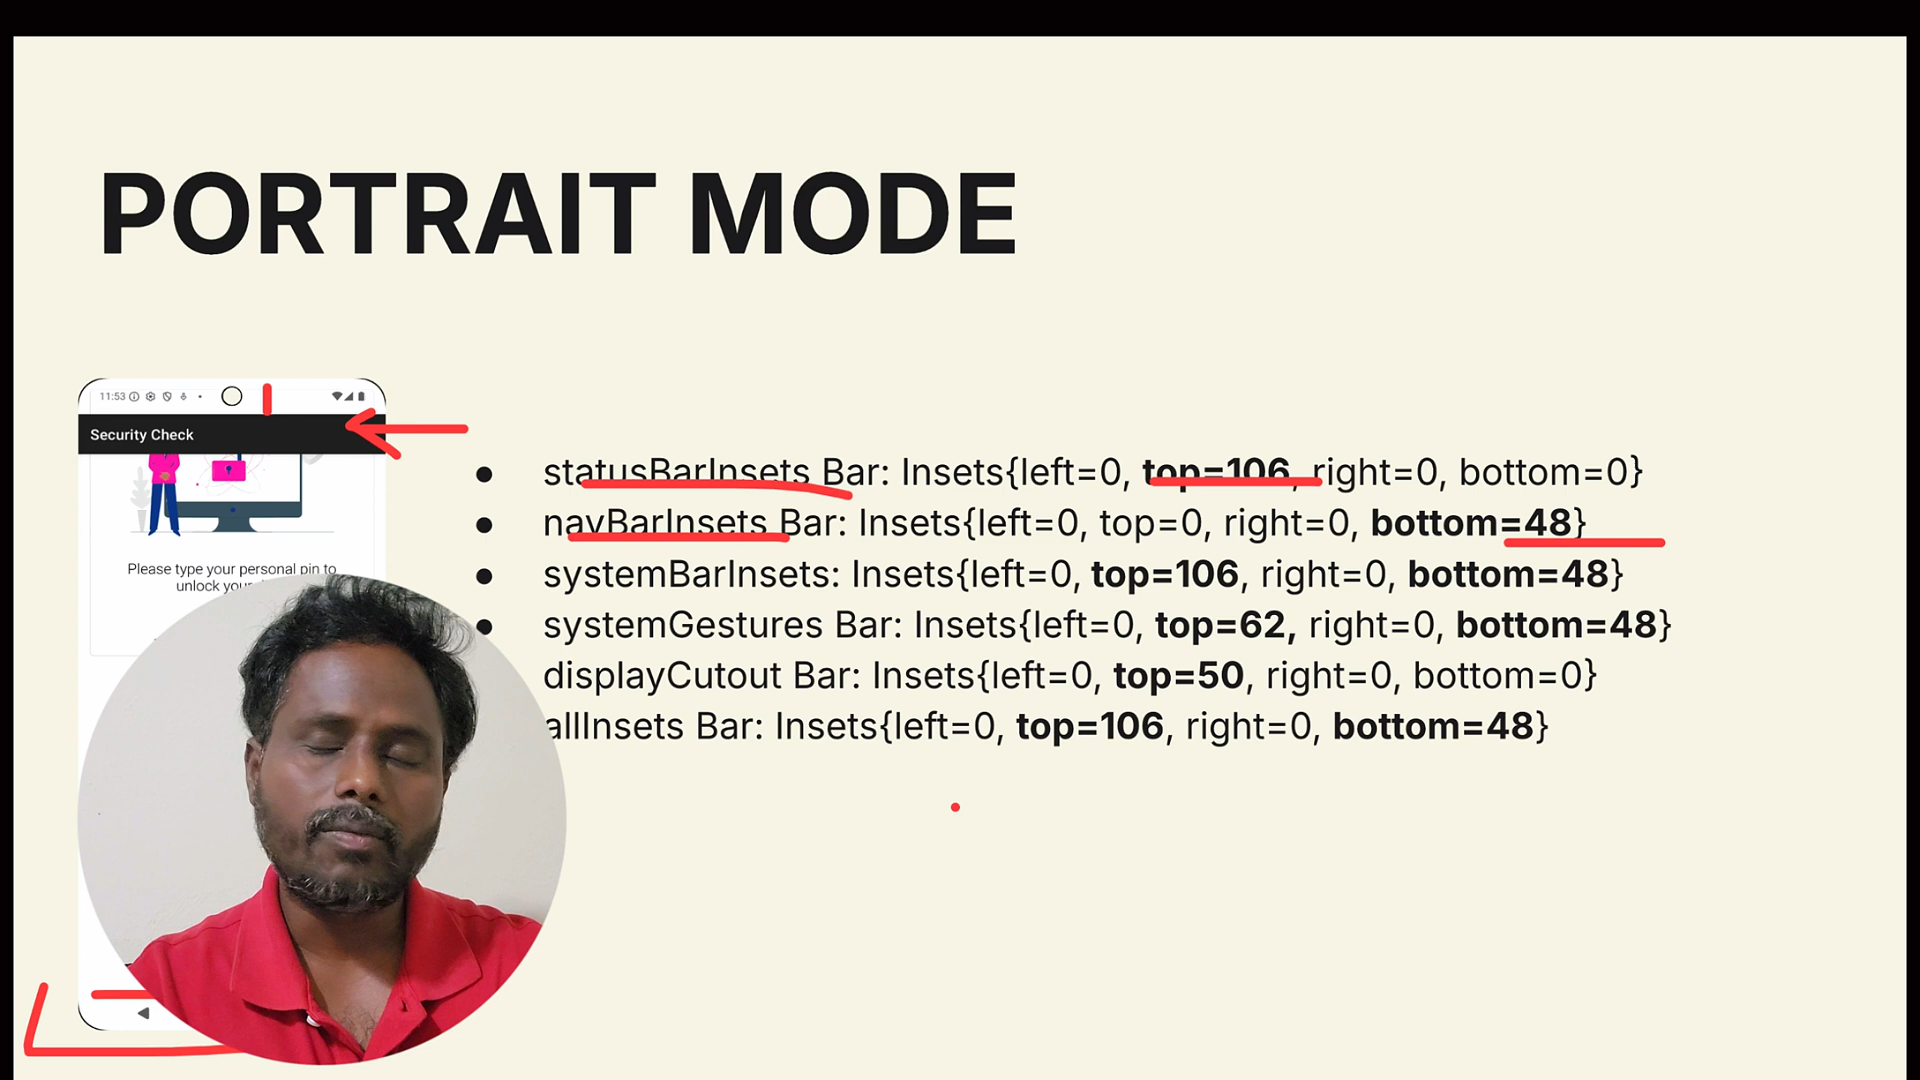 PORTRAIT MODE
11:53
Security Check
Please type your personal pin to
unlock your
● statusBarInsets Bar: Insets{left=0, top=106, right=0, bottom=0}
● navBarInsets Bar: Insets{left=0, top=0, right=0, bottom=48}
● systemBarInsets: Insets{left=0, top=106, right=0, bottom=48}
● systemGestures Bar: Insets{left=0, top=62, right=0, bottom=48}
displayCutout Bar: Insets{left=0, top=50, right=0, bottom=0}
allInsets Bar: Insets{left=0, top=106, right=0, bottom=48}